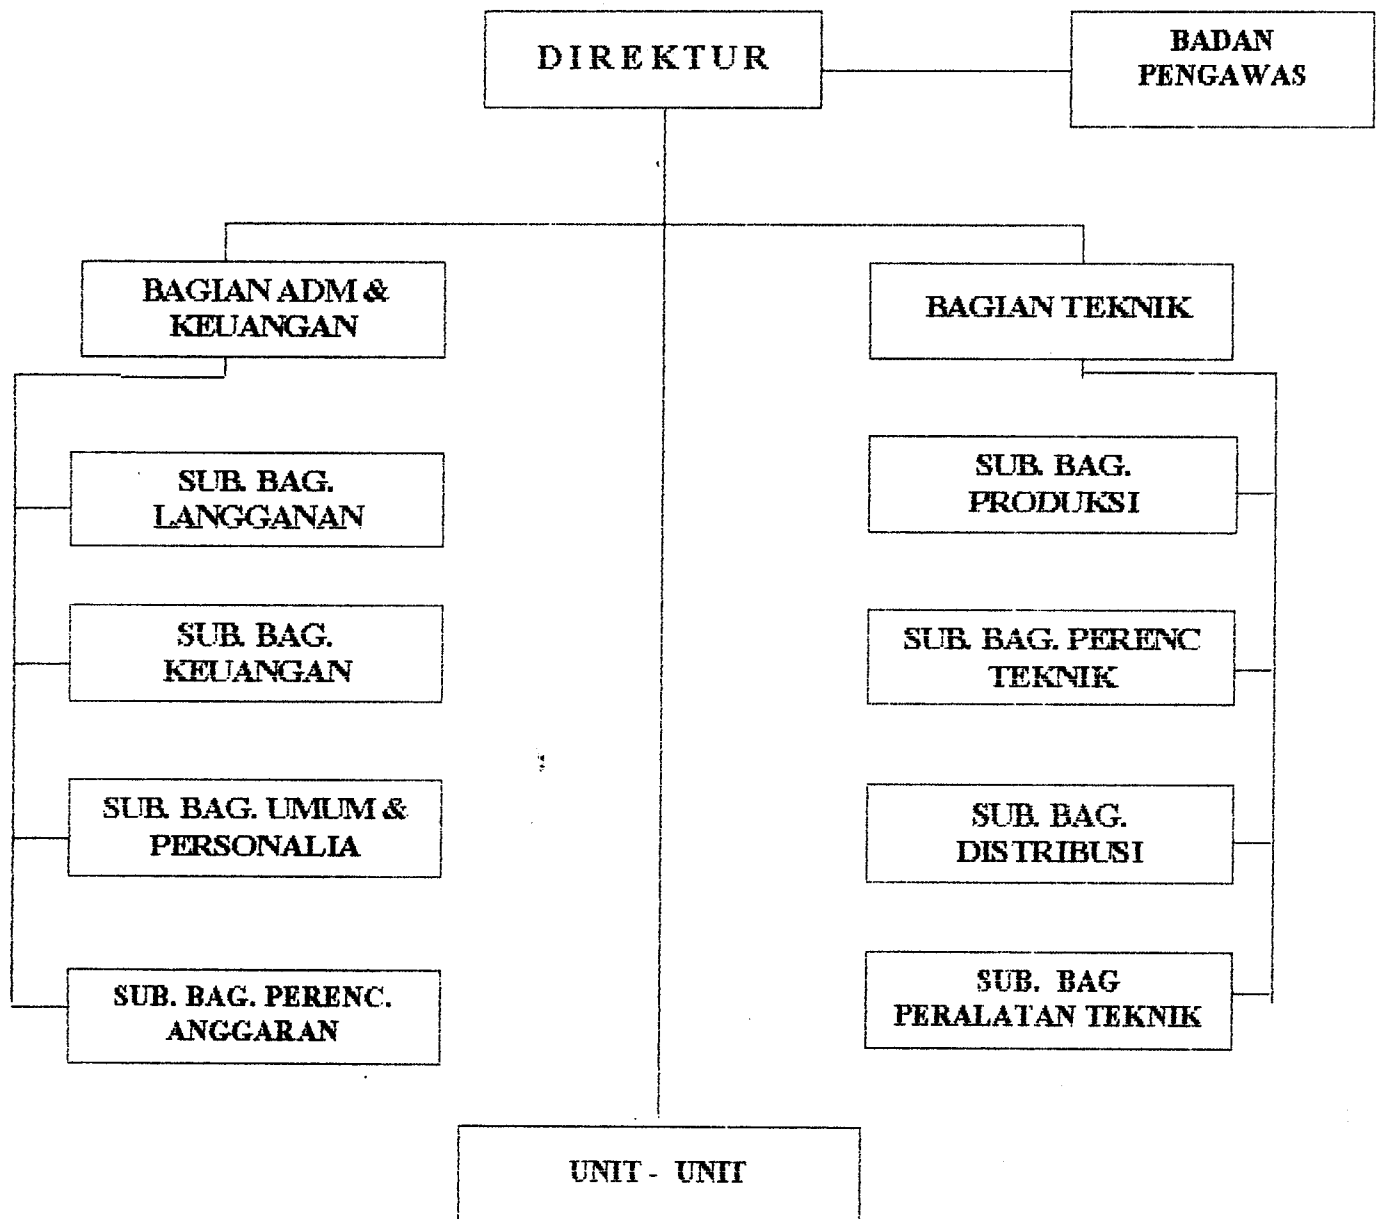 DIREKTUR
BADAN
PENGAWAS
BAGIAN ADM &
KEUANGAN
BAGIAN TEKNIK
SUB. BAG.
LANGGANAN
SUB. BAG.
PRODUKSI
SUB. BAG.
KEUANGAN
SUB. BAG. PERENC
TEKNIK
SUB. BAG. UMUM &
PERSONALIA
SUB. BAG.
DISTRIBUSI
SUB. BAG. PERENC.
ANGGARAN
SUB. BAG
PERALATAN TEKNIK
UNIT - UNIT